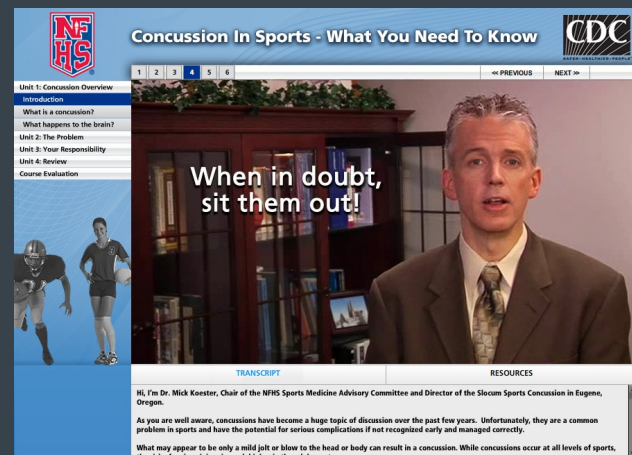 NF
HS
Concussion In Sports - What You Need To Know
CDC
SAFER • HEALTHIER • PEOPLE
1 2 3 4 5 6
<< PREVIOUS NEXT >>
Unit 1: Concussion Overview
Introduction
What is a concussion?
What happens to the brain?
Unit 2: The Problem
Unit 3: Your Responsibility
Unit 4: Review
Course Evaluation
When in doubt,
sit them out!
TRANSCRIPT RESOURCES
Hi, I'm Dr. Mick Koester, Chair of the NFHS Sports Medicine Advisory Committee and Director of the Slocum Sports Concussion in Eugene,
Oregon.
As you are well aware, concussions have become a huge topic of discussion over the past few years. Unfortunately, they are a common
problem in sports and have the potential for serious complications if not recognized early and managed correctly.
What may appear to be only a mild jolt or blow to the head or body can result in a concussion. While concussions occur at all levels of sports,